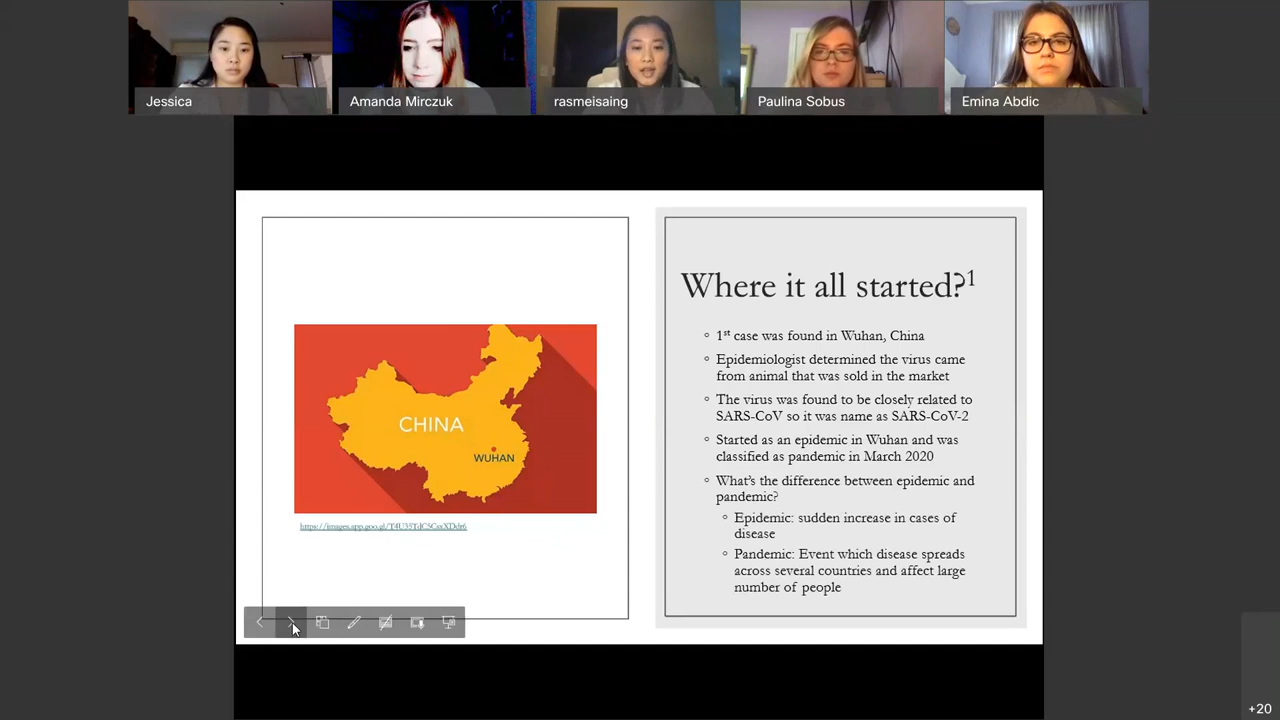 Jessica
Amanda Mirczuk
rasmeisaing
Paulina Sobus
Emina Abdic
CHINA
WUHAN
Where it all started?¹
◦ 1st case was found in Wuhan, China
◦ Epidemiologist determined the virus came
from animal that was sold in the market
◦ The virus was found to be closely related to
SARS-CoV so it was name as SARS-CoV-2
◦ Started as an epidemic in Wuhan and was
classified as pandemic in March 2020
◦ What's the difference between epidemic and
pandemic?
◦ Epidemic: sudden increase in cases of
disease
◦ Pandemic: Event which disease spreads
across several countries and affect large
number of people
+20